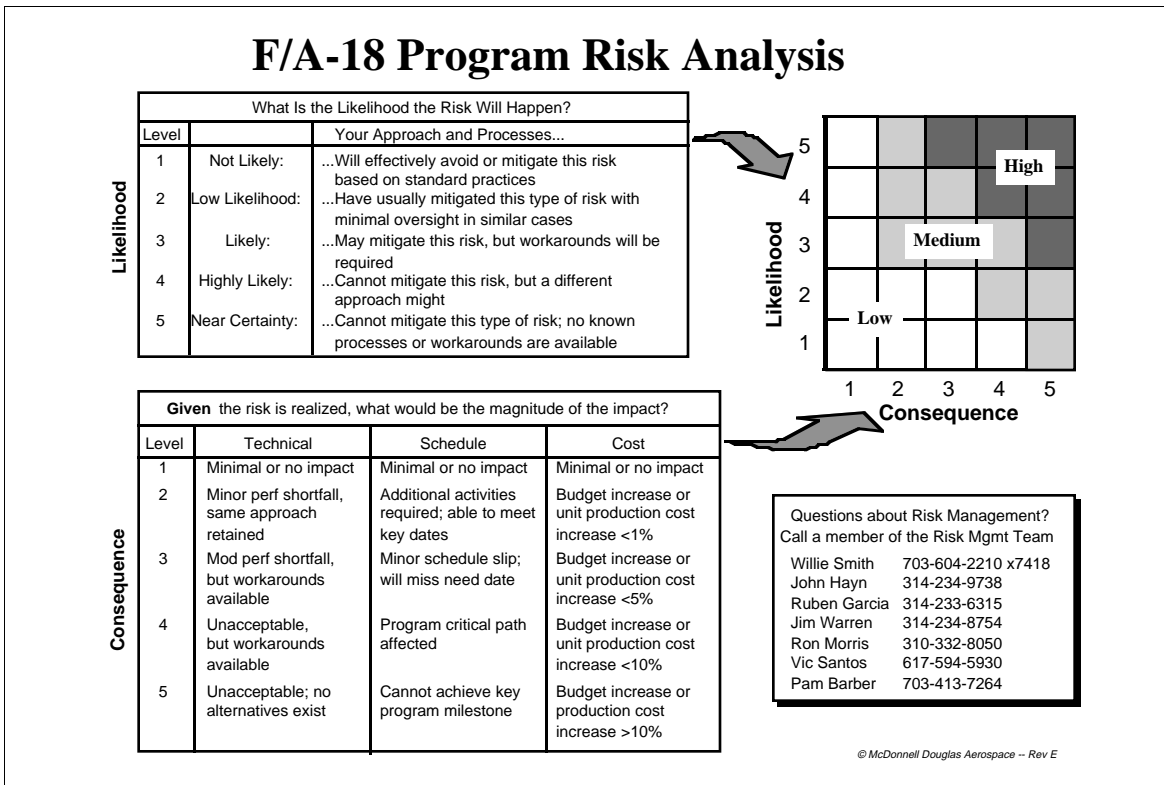 F/A-18 Program Risk Analysis
What Is the Likelihood the Risk Will Happen?
Level Your Approach and Processes...
1 Not Likely: ...Will effectively avoid or mitigate this risk
based on standard practices
2 Low Likelihood: ...Have usually mitigated this type of risk with
minimal oversight in similar cases
3 Likely: ...May mitigate this risk, but workarounds will be
required
4 Highly Likely: ...Cannot mitigate this risk, but a different
approach might
5 Near Certainty: ...Cannot mitigate this type of risk; no known
processes or workarounds are available
Likelihood
5
4
3
2
1
High
Medium
Low
Likelihood
1 2 3 4 5
Consequence
Given the risk is realized, what would be the magnitude of the impact?
Level Technical Schedule Cost
1 Minimal or no impact Minimal or no impact Minimal or no impact
2 Minor perf shortfall, Additional activities Budget increase or
same approach required; able to meet unit production cost
retained key dates increase <1%
3 Mod perf shortfall, Minor schedule slip; Budget increase or
but workarounds will miss need date unit production cost
available increase <5%
4 Unacceptable, Program critical path Budget increase or
but workarounds affected unit production cost
available increase <10%
5 Unacceptable; no Cannot achieve key Budget increase or
alternatives exist program milestone production cost
increase >10%
Consequence
Questions about Risk Management?
Call a member of the Risk Mgmt Team
Willie Smith 703-604-2210 x7418
John Hayn 314-234-9738
Ruben Garcia 314-233-6315
Jim Warren 314-234-8754
Ron Morris 310-332-8050
Vic Santos 617-594-5930
Pam Barber 703-413-7264
© McDonnell Douglas Aerospace -- Rev E